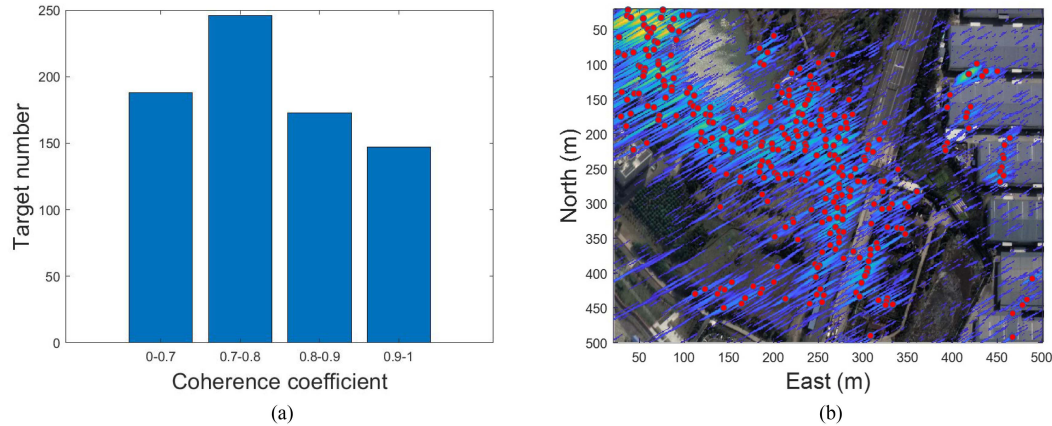 250
200
150
100
50
0
Target number
0-0.7 0.7-0.8 0.8-0.9 0.9-1
Coherence coefficient
(a)
50
100
150
200
250
300
350
400
450
500
North (m)
50 100 150 200 250 300 350 400 450 500
East (m)
(b)